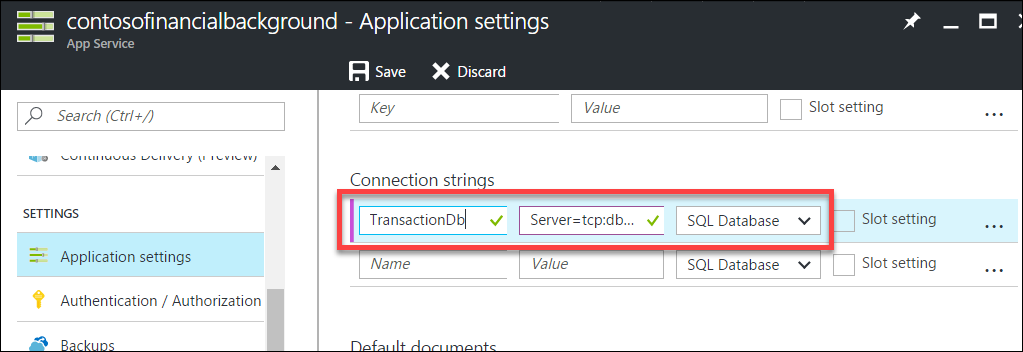 contosofinancialbackground - Application settings
App Service
Save Discard
Search (Ctrl+/)
Key Value Slot setting ...
Continuous Delivery (Preview)
Connection strings
SETTINGS
TransactionDb Server=tcp:db... SQL Database Slot setting ...
Application settings
Name Value SQL Database Slot setting ...
Authentication / Authorization
Backups
Default documents